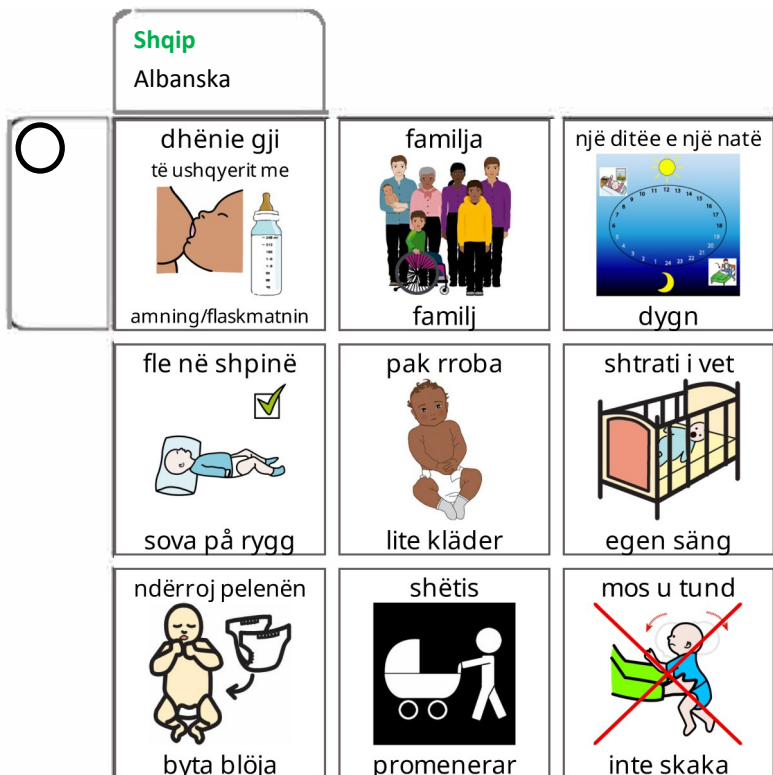 Shqip
Albanska
dhënie gji
të ushqyerit me
amning/flaskmatnin
familja
familj
një ditëe e një natë
dygn
fle në shpinë
sova på rygg
pak rroba
lite kläder
shtrati i vet
egen säng
ndërroj pelenën
byta blöja
shëtis
promenerar
mos u tund
inte skaka